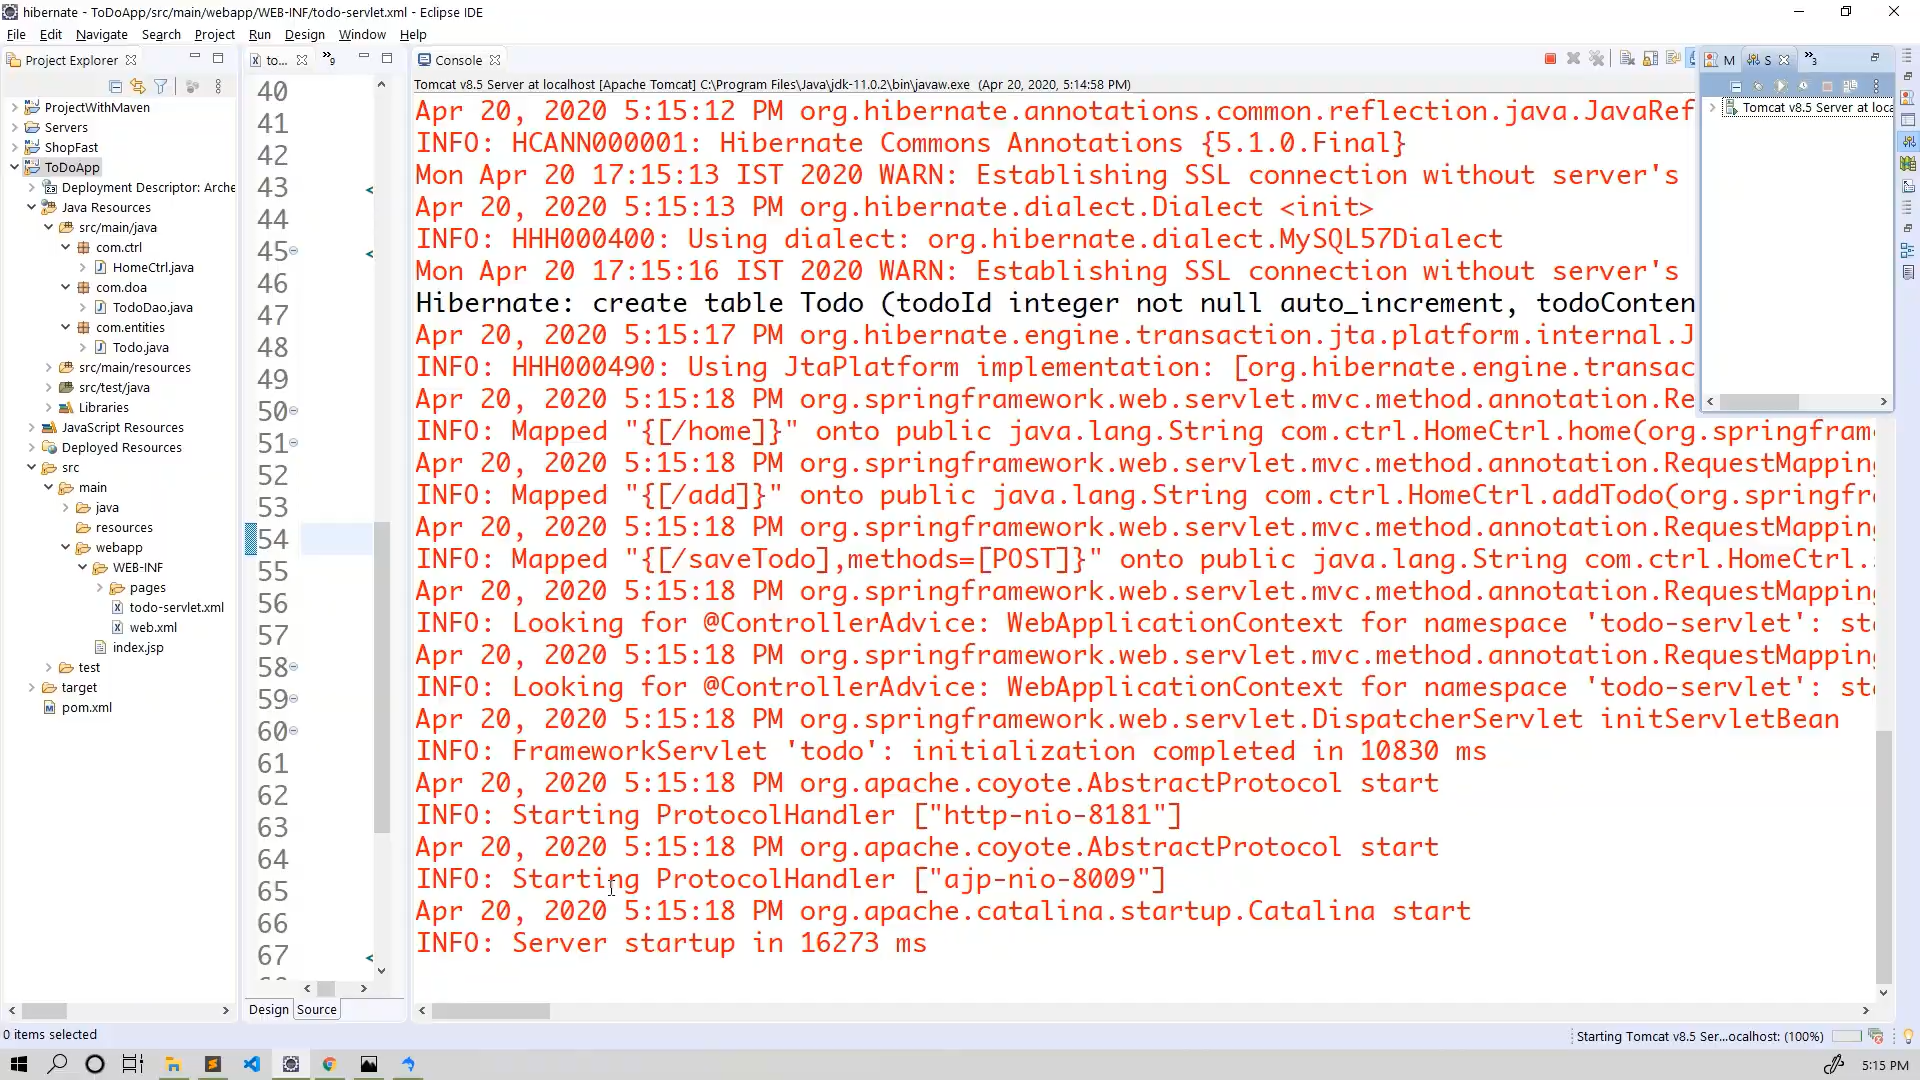 hibernate - ToDoApp/src/main/webapp/WEB-INF/todo-servlet.xml - Eclipse IDE
File Edit Navigate Search Project Run Design Window Help
Project Explorer
ProjectWithMaven
Servers
ShopFast
ToDoApp
Deployment Descriptor: Arche
Java Resources
src/main/java
com.ctrl
HomeCtrl.java
com.doa
TodoDao.java
com.entities
Todo.java
src/main/resources
src/test/java
Libraries
JavaScript Resources
Deployed Resources
src
main
java
resources
webapp
WEB-INF
pages
todo-servlet.xml
web.xml
index.jsp
test
target
pom.xml
to...
9
40
41
42
43
44
45
46
47
48
49
50
51
52
53
54
55
56
57
58
59
60
61
62
63
64
65
66
67
Design Source
Console
Tomcat v8.5 Server at localhost [Apache Tomcat] C:\Program Files\Java\jdk-11.0.2\bin\javaw.exe (Apr 20, 2020, 5:14:58 PM)
Apr 20, 2020 5:15:12 PM org.hibernate.annotations.common.reflection.java.JavaRef
INFO: HCANN000001: Hibernate Commons Annotations {5.1.0.Final}
Mon Apr 20 17:15:13 IST 2020 WARN: Establishing SSL connection without server's
Apr 20, 2020 5:15:13 PM org.hibernate.dialect.Dialect <init>
INFO: HHH000400: Using dialect: org.hibernate.dialect.MySQL57Dialect
Mon Apr 20 17:15:16 IST 2020 WARN: Establishing SSL connection without server's
Hibernate: create table Todo (todoId integer not null auto_increment, todoConten
Apr 20, 2020 5:15:17 PM org.hibernate.engine.transaction.jta.platform.internal.J
INFO: HHH000490: Using JtaPlatform implementation: [org.hibernate.engine.transac
Apr 20, 2020 5:15:18 PM org.springframework.web.servlet.mvc.method.annotation.Re
INFO: Mapped "{[/home]}" onto public java.lang.String com.ctrl.HomeCtrl.home(org.springframe
Apr 20, 2020 5:15:18 PM org.springframework.web.servlet.mvc.method.annotation.RequestMapping
INFO: Mapped "{[/add]}" onto public java.lang.String com.ctrl.HomeCtrl.addTodo(org.springfr
Apr 20, 2020 5:15:18 PM org.springframework.web.servlet.mvc.method.annotation.RequestMapping
INFO: Mapped "{[/saveTodo],methods=[POST]}" onto public java.lang.String com.ctrl.HomeCtrl.
Apr 20, 2020 5:15:18 PM org.springframework.web.servlet.mvc.method.annotation.RequestMapping
INFO: Looking for @ControllerAdvice: WebApplicationContext for namespace 'todo-servlet': sta
Apr 20, 2020 5:15:18 PM org.springframework.web.servlet.mvc.method.annotation.RequestMapping
INFO: Looking for @ControllerAdvice: WebApplicationContext for namespace 'todo-servlet': sta
Apr 20, 2020 5:15:18 PM org.springframework.web.servlet.DispatcherServlet initServletBean
INFO: FrameworkServlet 'todo': initialization completed in 10830 ms
Apr 20, 2020 5:15:18 PM org.apache.coyote.AbstractProtocol start
INFO: Starting ProtocolHandler ["http-nio-8181"]
Apr 20, 2020 5:15:18 PM org.apache.coyote.AbstractProtocol start
INFO: Starting ProtocolHandler ["ajp-nio-8009"]
Apr 20, 2020 5:15:18 PM org.apache.catalina.startup.Catalina start
INFO: Server startup in 16273 ms
M S 3
Tomcat v8.5 Server at loca
0 items selected
Starting Tomcat v8.5 Ser...ocalhost: (100%)
5:15 PM